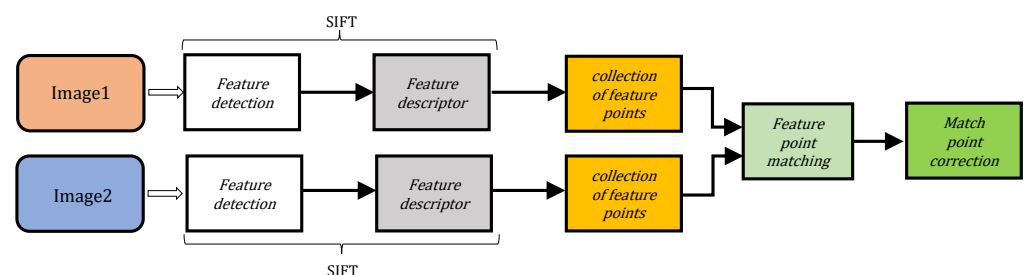 SIFT
Image1
Feature
detection
Feature
descriptor
collection
of feature
points
Feature
point
matching
Match
point
correction
Image2
Feature
detection
Feature
descriptor
collection
of feature
points
SIFT